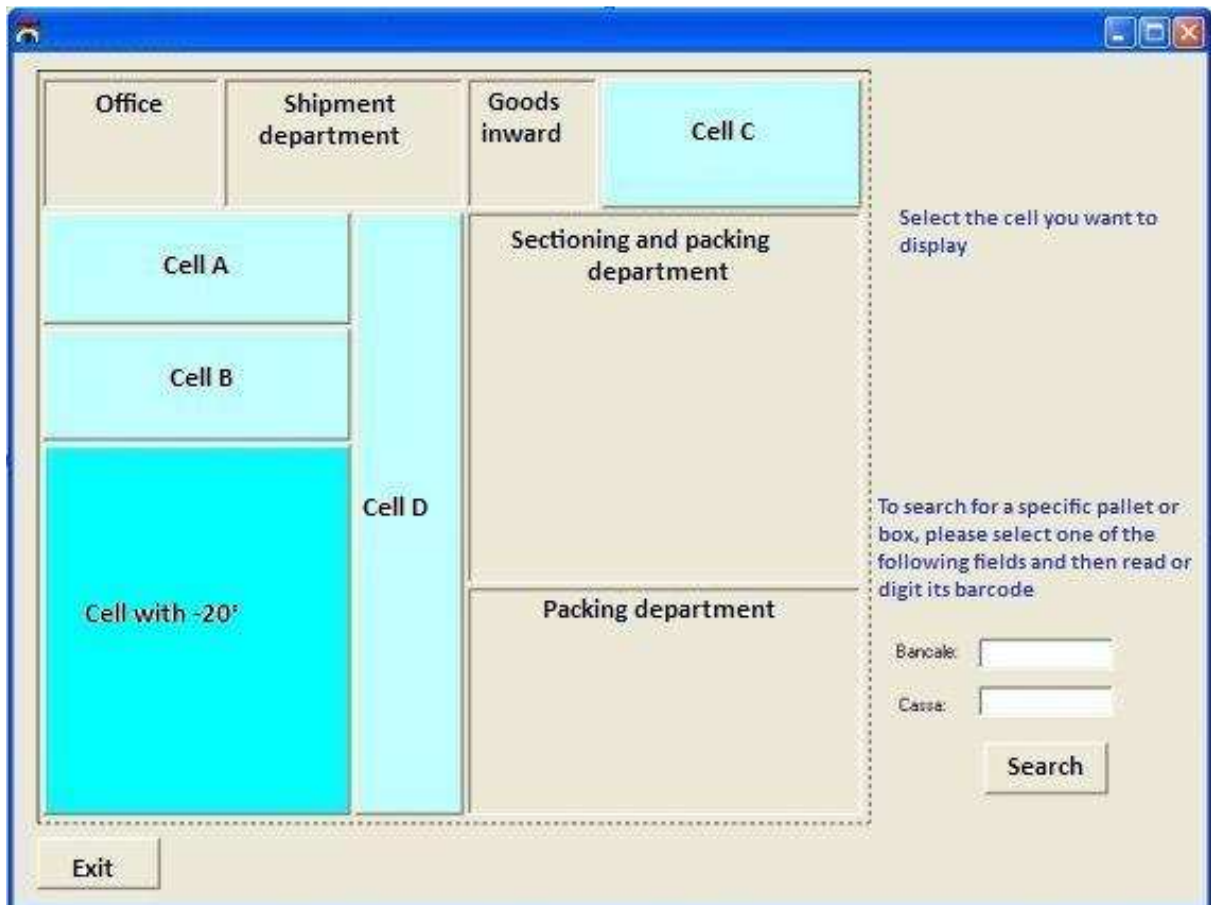 Office
Shipment
department
Goods
inward
Cell C
Select the cell you want to
display
Cell A
Sectioning and packing
department
Cell B
Cell D
Cell with -20°
To search for a specific pallet or
box, please select one of the
following fields and then read or
digit its barcode
Packing department
Bancale:
Cassa:
Search
Exit